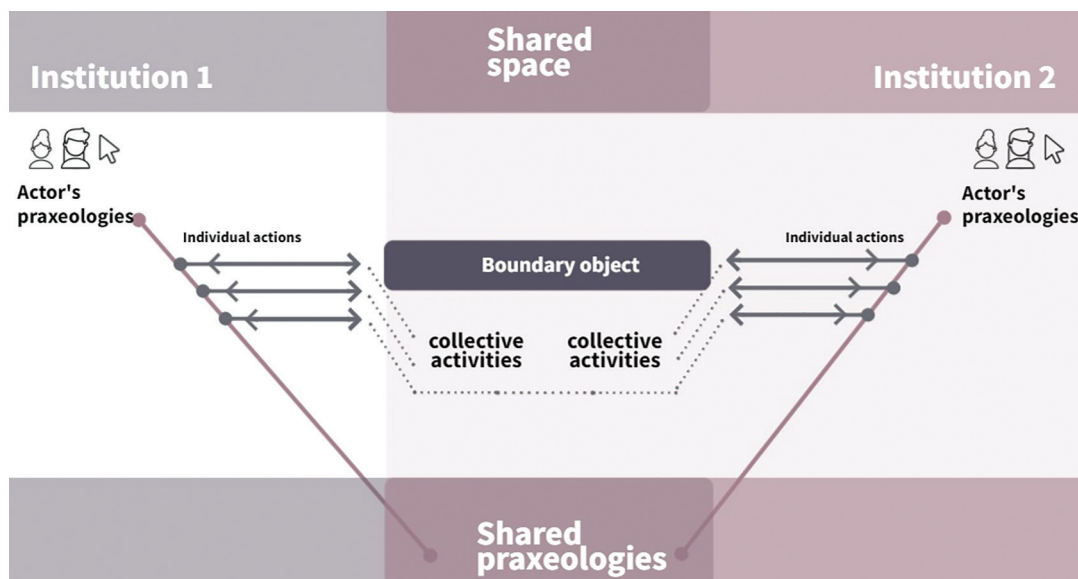 Shared
space
Institution 1
Institution 2
Actor's
praxeologies
Actor's
praxeologies
Individual actions
Individual actions
Boundary object
collective
activities
collective
activities
Shared
praxeologies